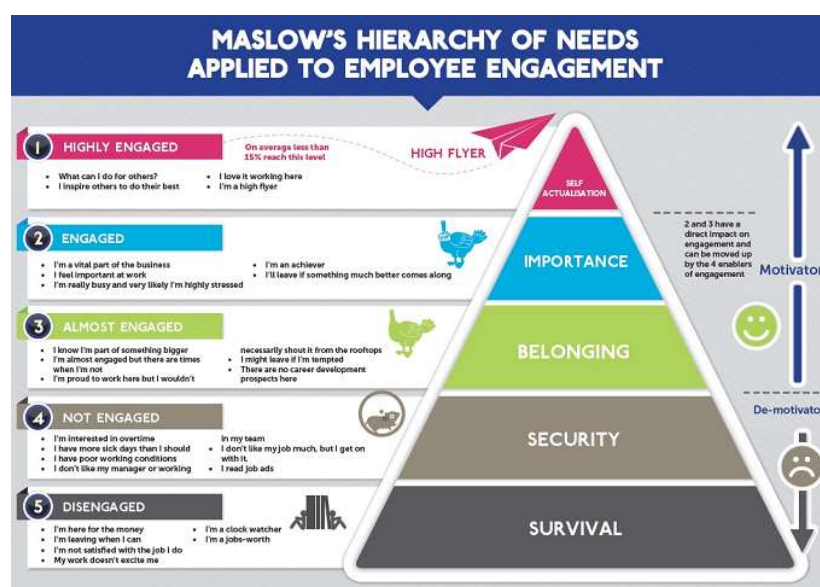 MASLOW'S HIERARCHY OF NEEDS
APPLIED TO EMPLOYEE ENGAGEMENT
1 HIGHLY ENGAGED
On average less than
15% reach this level
HIGH FLYER
• What can I do for others?
• I inspire others to do their best
• I love it working here
• I'm a high flyer
SELF
ACTUALISATION
2 ENGAGED
• I'm a vital part of the business
• I feel important at work
• I'm really busy and very likely I'm highly stressed
• I'm an achiever
• I'll leave if something much better comes along
IMPORTANCE
2 and 3 have a
direct impact on
engagement and
can be moved up
by the 4 enablers
of engagement
Motivator
3 ALMOST ENGAGED
• I know I'm part of something bigger
• I'm almost engaged but there are times
when I'm not
• I'm proud to work here but I wouldn't
necessarily shout it from the rooftops
• I might leave if I'm tempted
• There are no career development
prospects here
BELONGING
De-motivator
4 NOT ENGAGED
• I'm interested in overtime
• I have more sick days than I should
• I have poor working conditions
• I don't like my manager or working
in my team
• I don't like my job much, but I get on
with it.
• I read job ads
SECURITY
5 DISENGAGED
• I'm here for the money
• I'm leaving when I can
• I'm not satisfied with the job I do
• My work doesn't excite me
• I'm a clock watcher
• I'm a jobs-worth
SURVIVAL